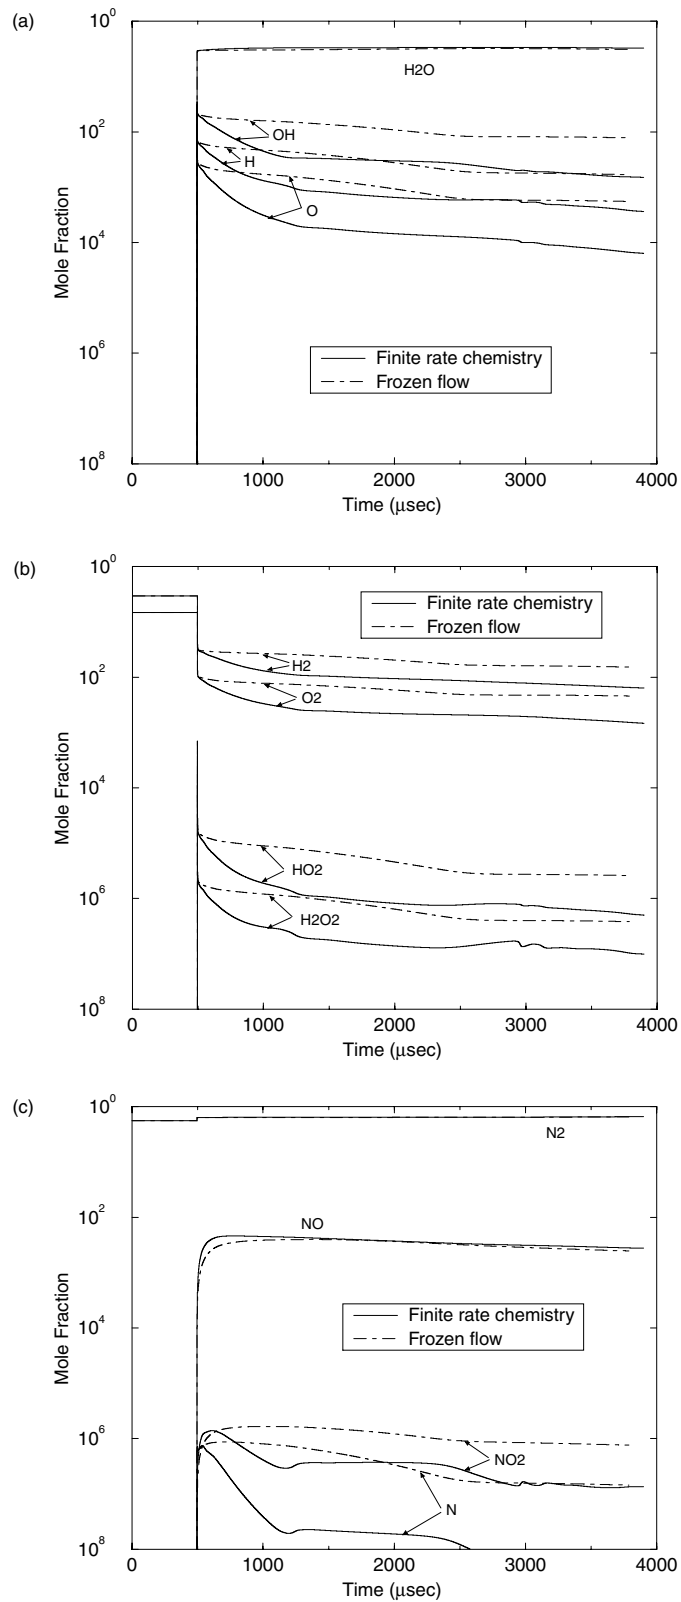 (a)
10^0
H2O
10^2
OH
H
O
10^4
Mole Fraction
Finite rate chemistry
Frozen flow
10^6
10^8
0 1000 2000 3000 4000
Time (μsec)
(b)
10^0
Finite rate chemistry
Frozen flow
H2
10^2
O2
10^4
Mole Fraction
HO2
10^6
H2O2
10^8
0 1000 2000 3000 4000
Time (μsec)
(c)
10^0
N2
10^2
NO
Mole Fraction
Finite rate chemistry
10^4
Frozen flow
10^6
NO2
N
10^8
0 1000 2000 3000 4000
Time (μsec)